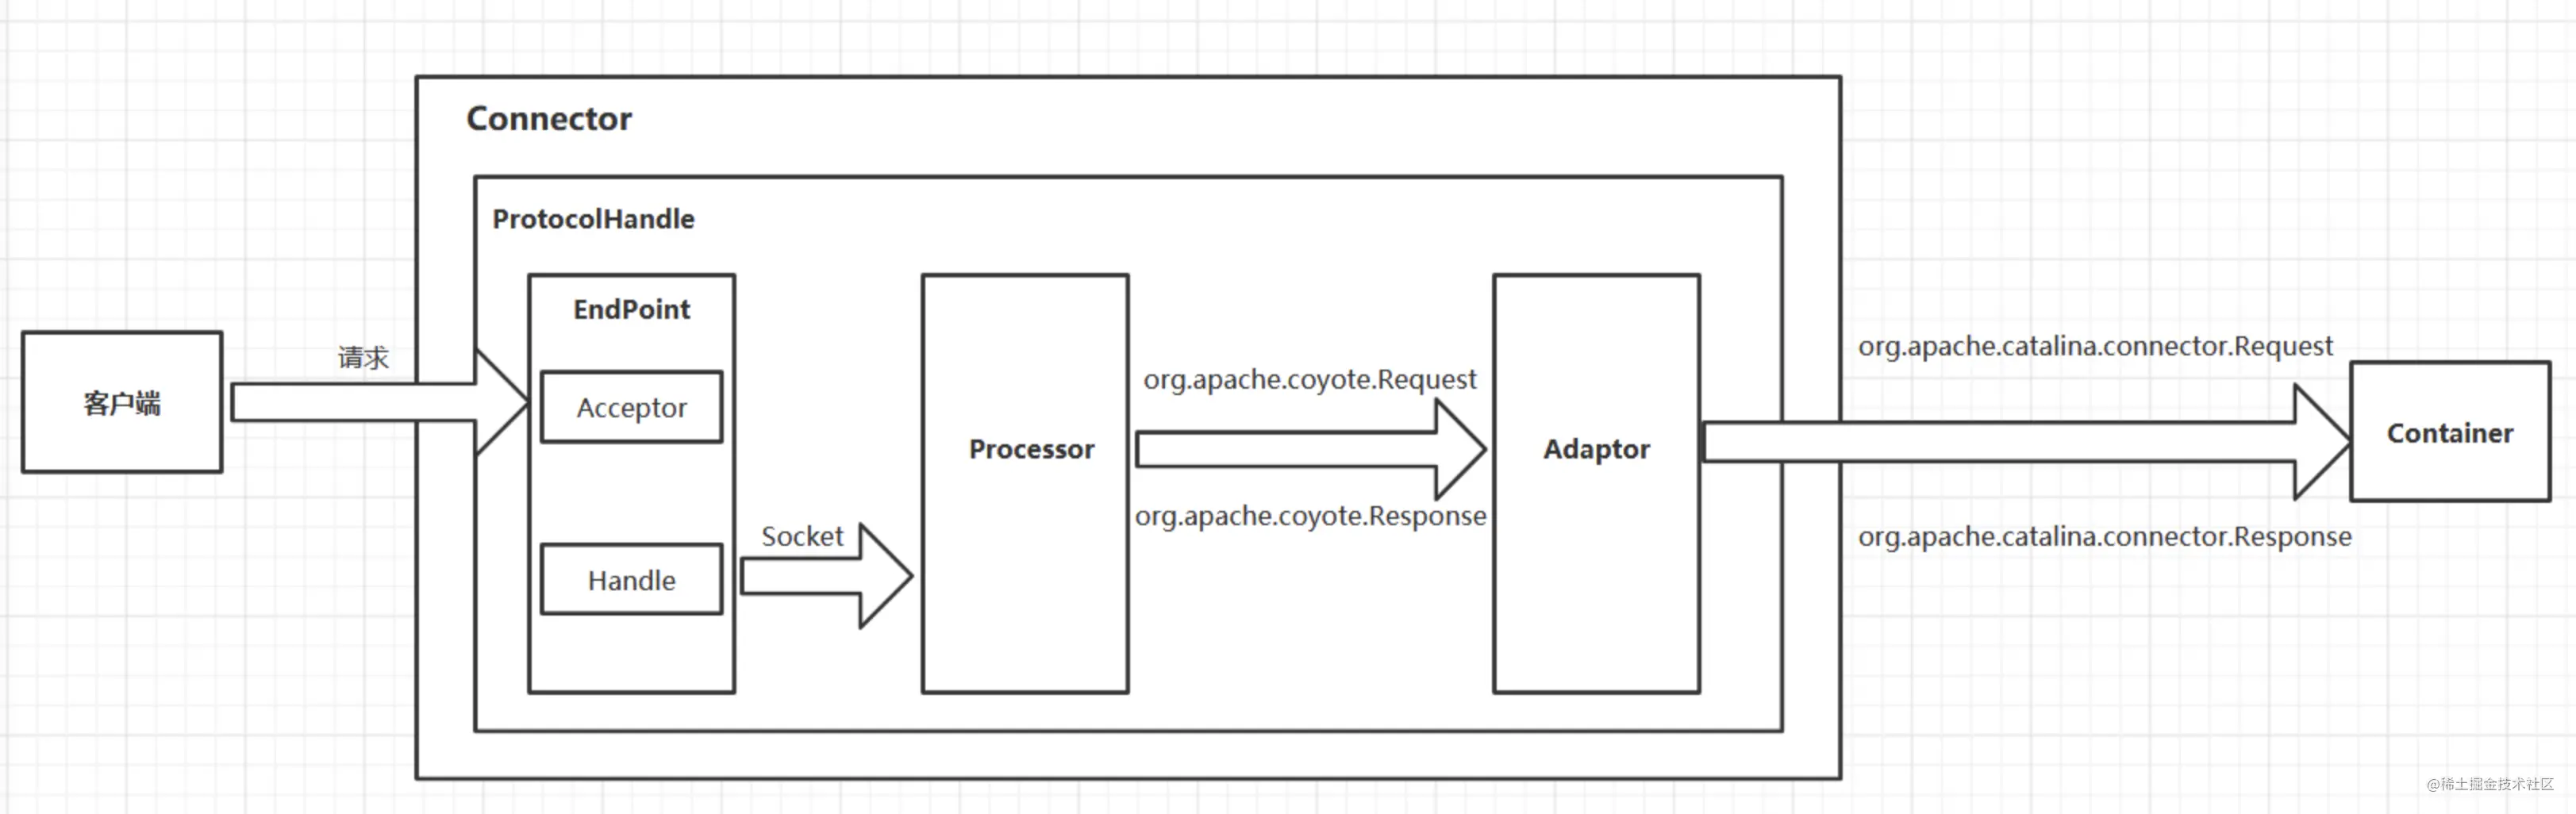 Connector
ProtocolHandle
EndPoint
请求
客户端
Acceptor
Handle
Socket
Processor
org.apache.coyote.Request
org.apache.coyote.Response
Adaptor
org.apache.catalina.connector.Request
org.apache.catalina.connector.Response
Container
@稀土掘金技术社区